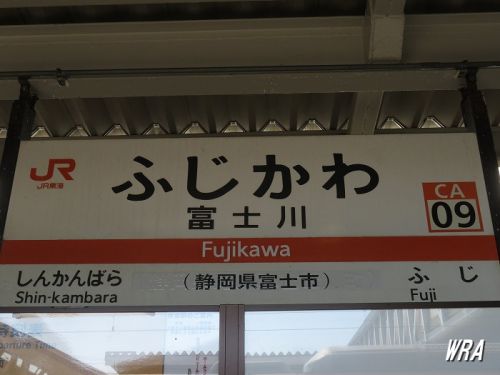 JR
JR東海
ふじかわ
富士川
CA
09
Fujikawa
しんかんばら
Shin-kambara
(静岡県富士市)
ふじ
Fuji
WRA